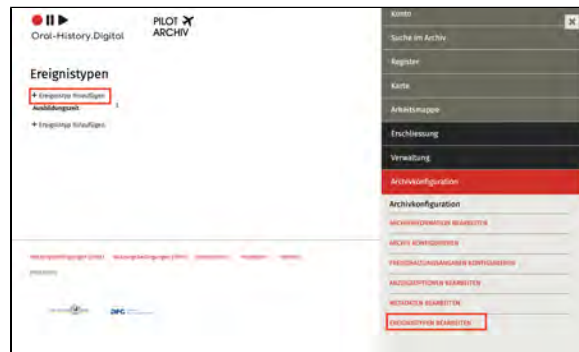 Oral-History.Digital
PILOT
ARCHIV
Ereignistypen
+ Ereignistyp hinzufügen
Ausbildungszeit
+ Ereignistyp hinzufügen
Konto
Suche im Archiv
Register
Karte
Arbeitsmappe
Erschliessung
Verwaltung
Archivkonfiguration
Archivkonfiguration
ARCHIVINFORMATION BEARBEITEN
ARCHIV KONFIGURIEREN
FREISCHALTUNGSANGABEN KONFIGURIEREN
ANZEIGEOPTIONEN BEARBEITEN
METADATEN BEARBEITEN
EREIGNISTYPEN BEARBEITEN
DFG